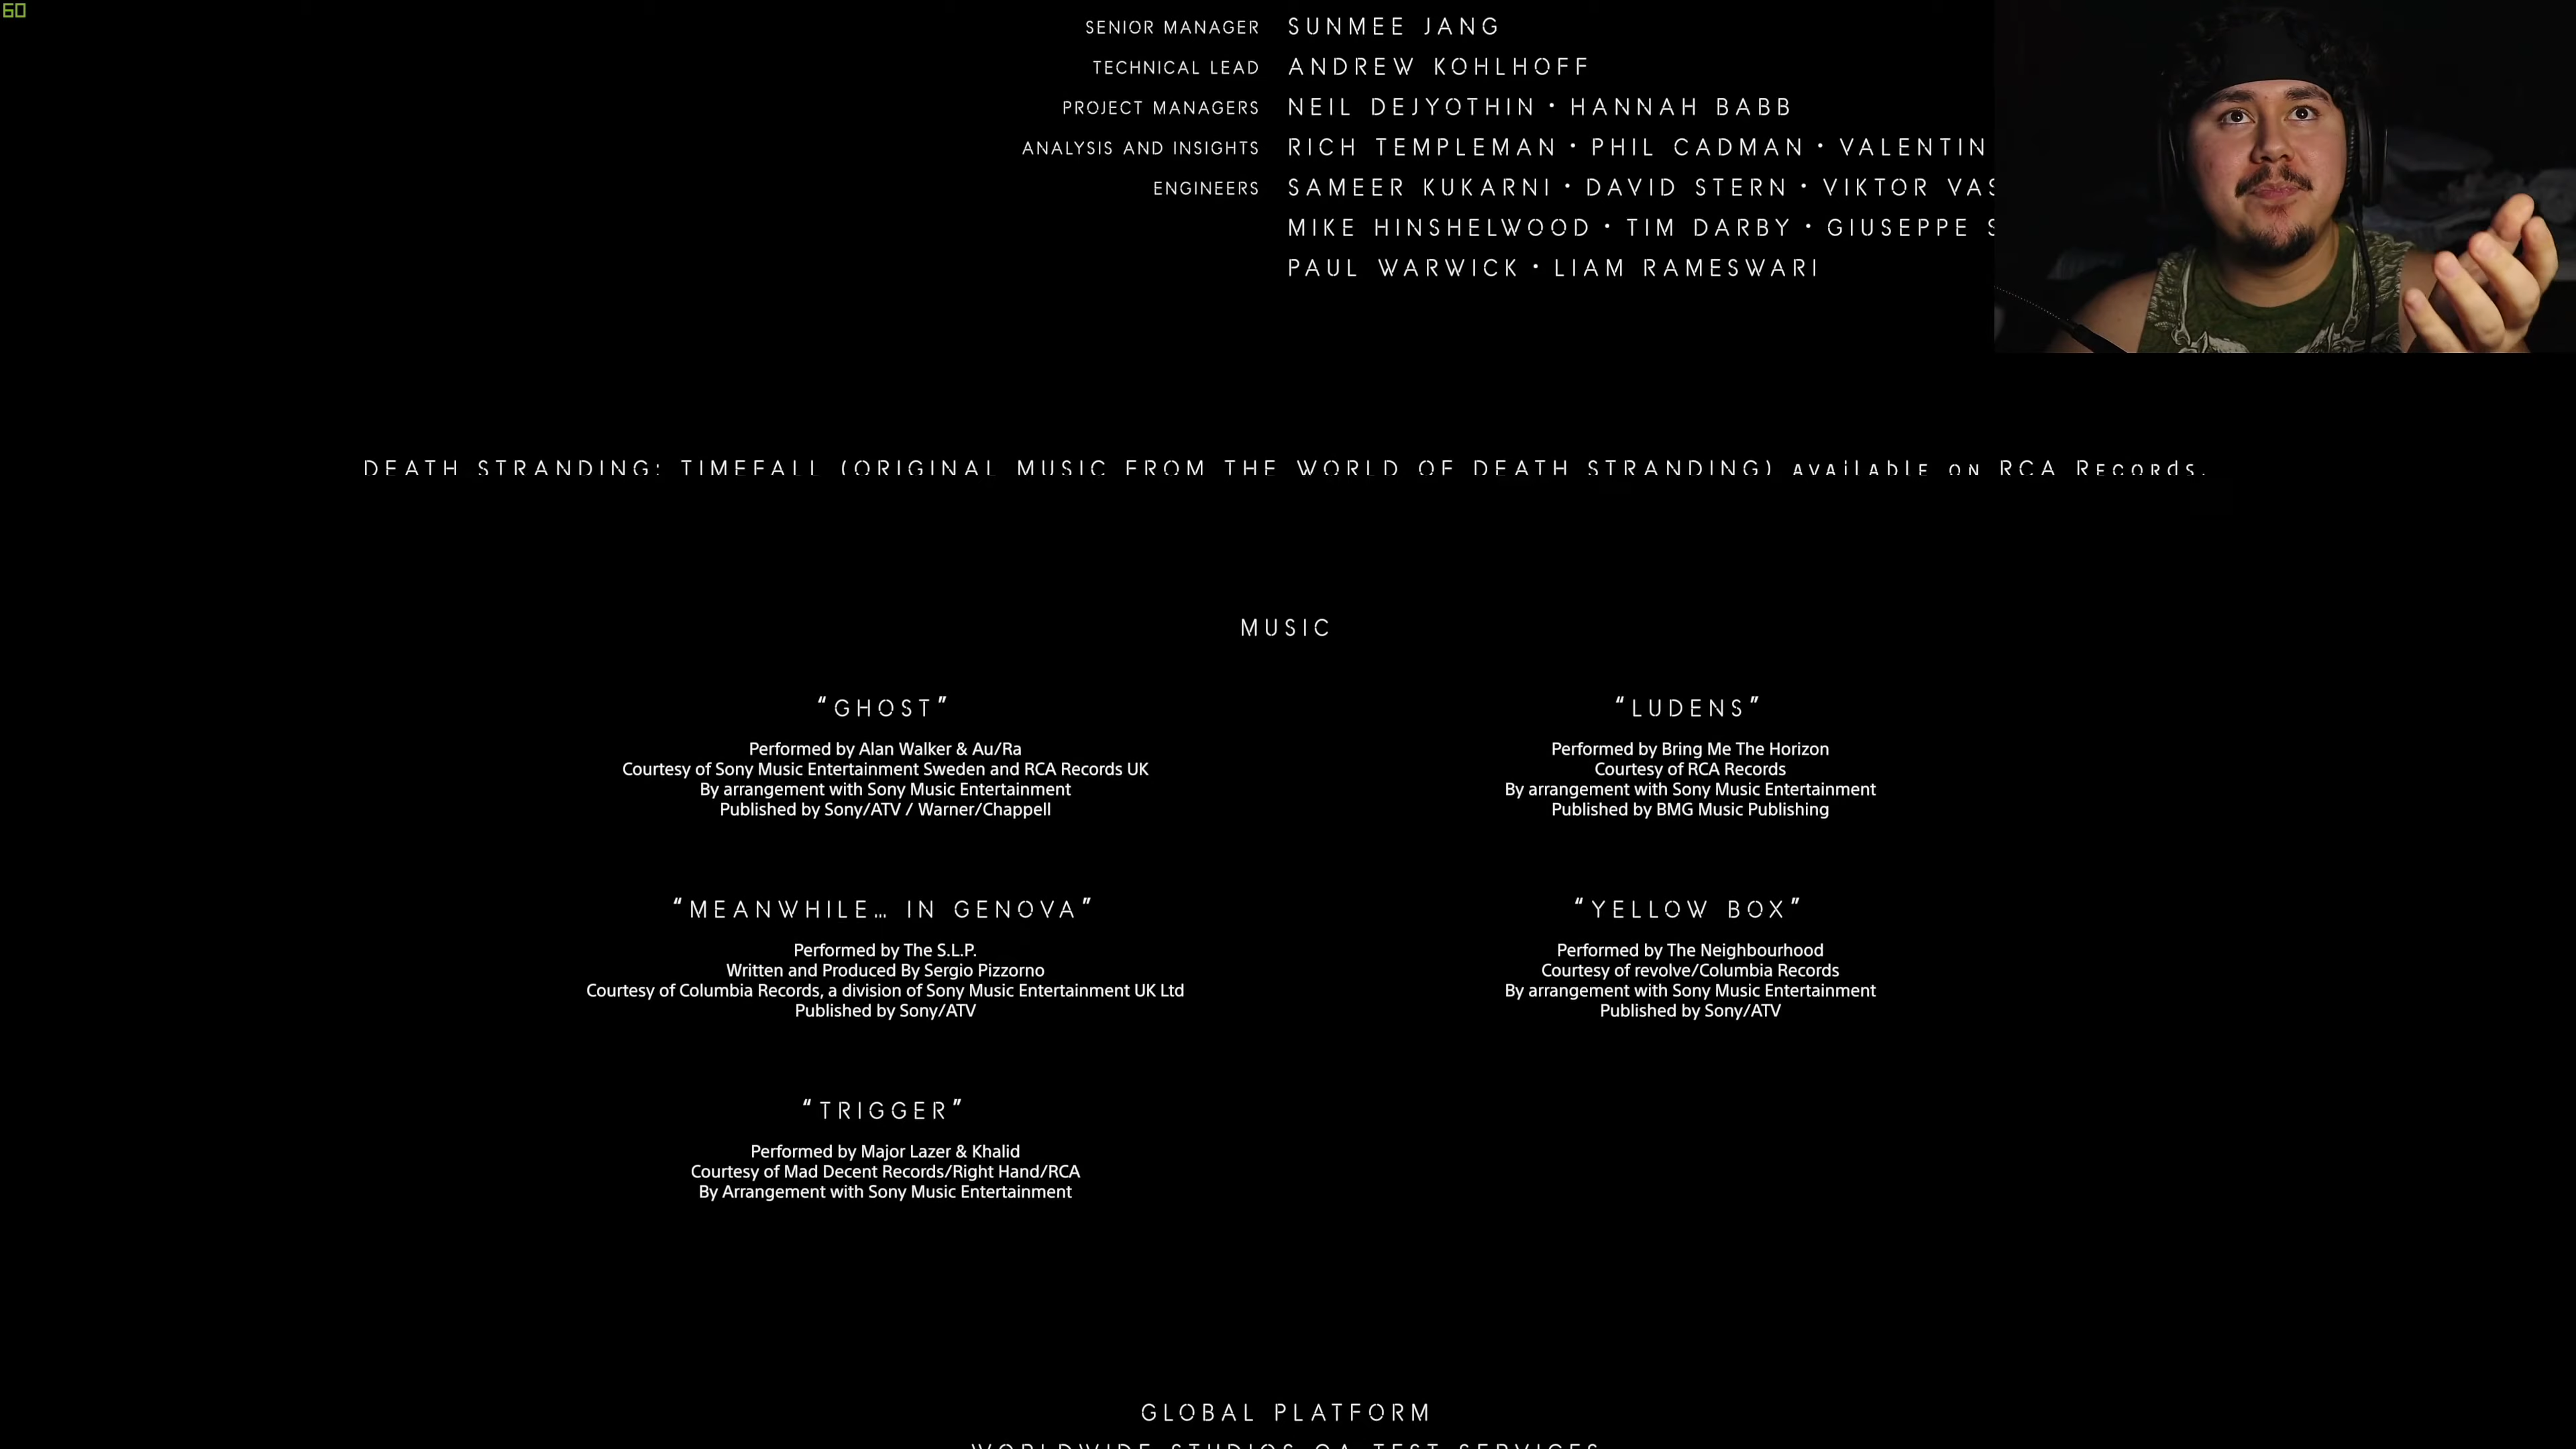 60
SENIOR MANAGER SUNMEE JANG
TECHNICAL LEAD ANDREW KOHLHOFF
PROJECT MANAGERS NEIL DEJYOTHIN • HANNAH BABB
ANALYSIS AND INSIGHTS RICH TEMPLEMAN • PHIL CADMAN • VALENTIN
ENGINEERS SAMEER KUKARNI • DAVID STERN • VIKTOR
MIKE HINSHELWOOD • TIM DARBY • GIUSEPPE
PAUL WARWICK • LIAM RAMESWARI
DEATH STRANDING: TIMEFALL (ORIGINAL MUSIC FROM THE WORLD OF DEATH STRANDING) available on RCA Records.
MUSIC
“GHOST”
Performed by Alan Walker & Au/Ra
Courtesy of Sony Music Entertainment Sweden and RCA Records UK
By arrangement with Sony Music Entertainment
Published by Sony/ATV / Warner/Chappell
“LUDENS”
Performed by Bring Me The Horizon
Courtesy of RCA Records
By arrangement with Sony Music Entertainment
Published by BMG Music Publishing
“MEANWHILE... IN GENOVA”
Performed by The S.L.P.
Written and Produced By Sergio Pizzorno
Courtesy of Columbia Records, a division of Sony Music Entertainment UK Ltd
Published by Sony/ATV
“YELLOW BOX”
Performed by The Neighbourhood
Courtesy of revolve/Columbia Records
By arrangement with Sony Music Entertainment
Published by Sony/ATV
“TRIGGER”
Performed by Major Lazer & Khalid
Courtesy of Mad Decent Records/Right Hand/RCA
By Arrangement with Sony Music Entertainment
GLOBAL PLATFORM
WORLDWIDE STUDIOS QA TEST SERVICES